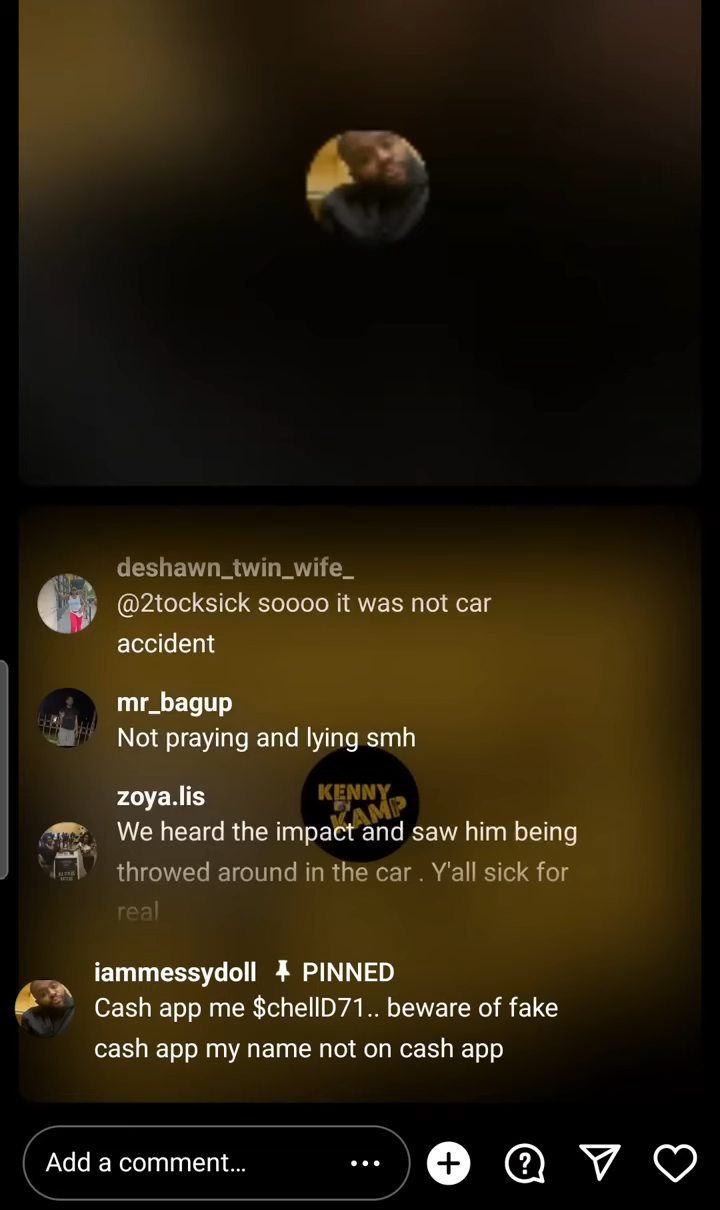 deshawn_twin_wife_
@2tocksick soooo it was not car
accident
mr_bagup
Not praying and lying smh
KENNY
KAMP
zoya.lis
We heard the impact and saw him being
throwed around in the car . Y'all sick for
real
iammessydoll PINNED
Cash app me $chellD71.. beware of fake
cash app my name not on cash app
Add a comment...